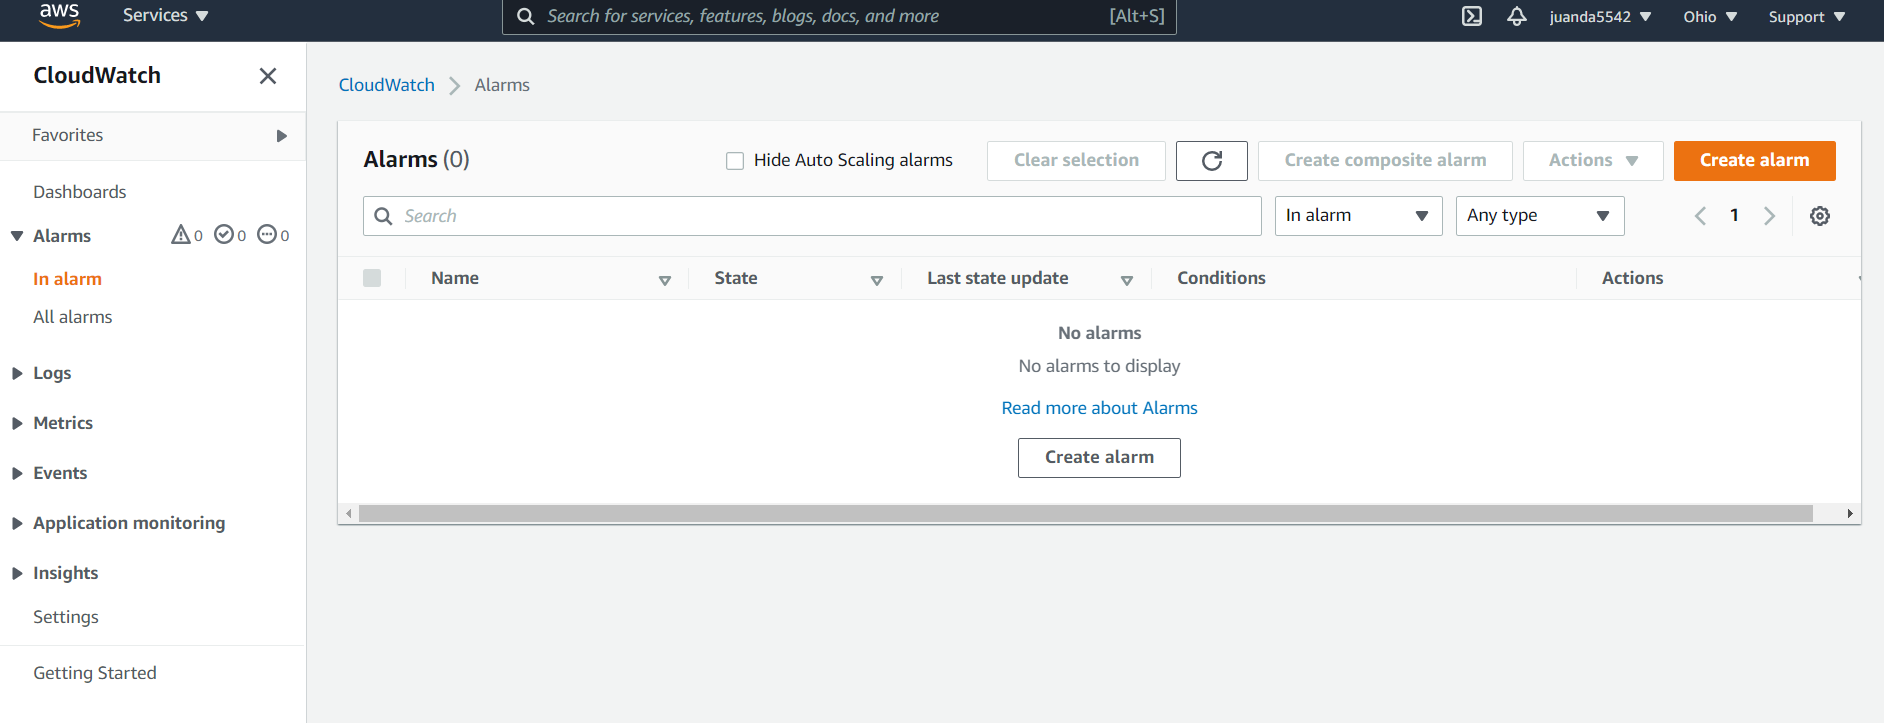 aws Services Search for services, features, blogs, docs, and more [Alt+S] juanda5542 Ohio Support
CloudWatch
Favorites
Dashboards
Alarms 0 0 0
In alarm
All alarms
Logs
Metrics
Events
Application monitoring
Insights
Settings
Getting Started
CloudWatch Alarms
Alarms (0) Hide Auto Scaling alarms Clear selection Create composite alarm Actions Create alarm
Search In alarm Any type 1
Name State Last state update Conditions Actions
No alarms
No alarms to display
Read more about Alarms
Create alarm